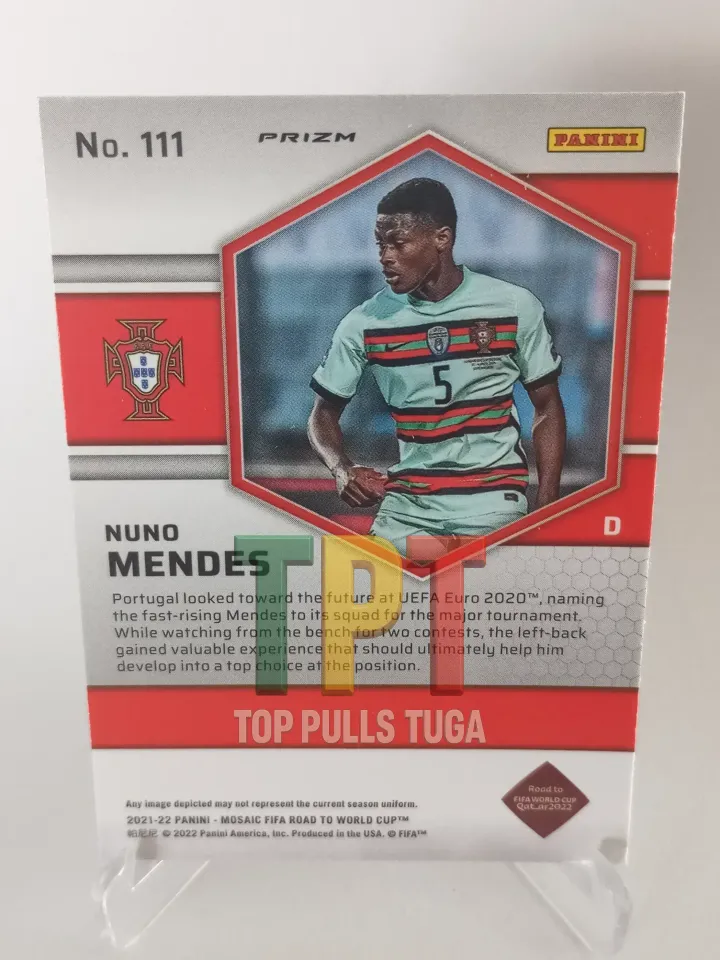 No. 111
PRIZM
PANINI
5
D
NUNO
MENDES
Portugal looked toward the future at UEFA Euro 2020™, naming
the fast-rising Mendes to its squad for the major tournament.
While watching from the bench for two contests, the left-back
gained valuable experience that should ultimately help him
develop into a top choice at the position.
TPT
TOP PULLS TUGA
Road to
FIFA WORLD CUP
Qatar2022
Any image depicted may not represent the current season uniform.
2021-22 PANINI - MOSAIC FIFA ROAD TO WORLD CUP™
帕尼尼 © 2022 Panini America, Inc. Produced in the USA. © FIFA™